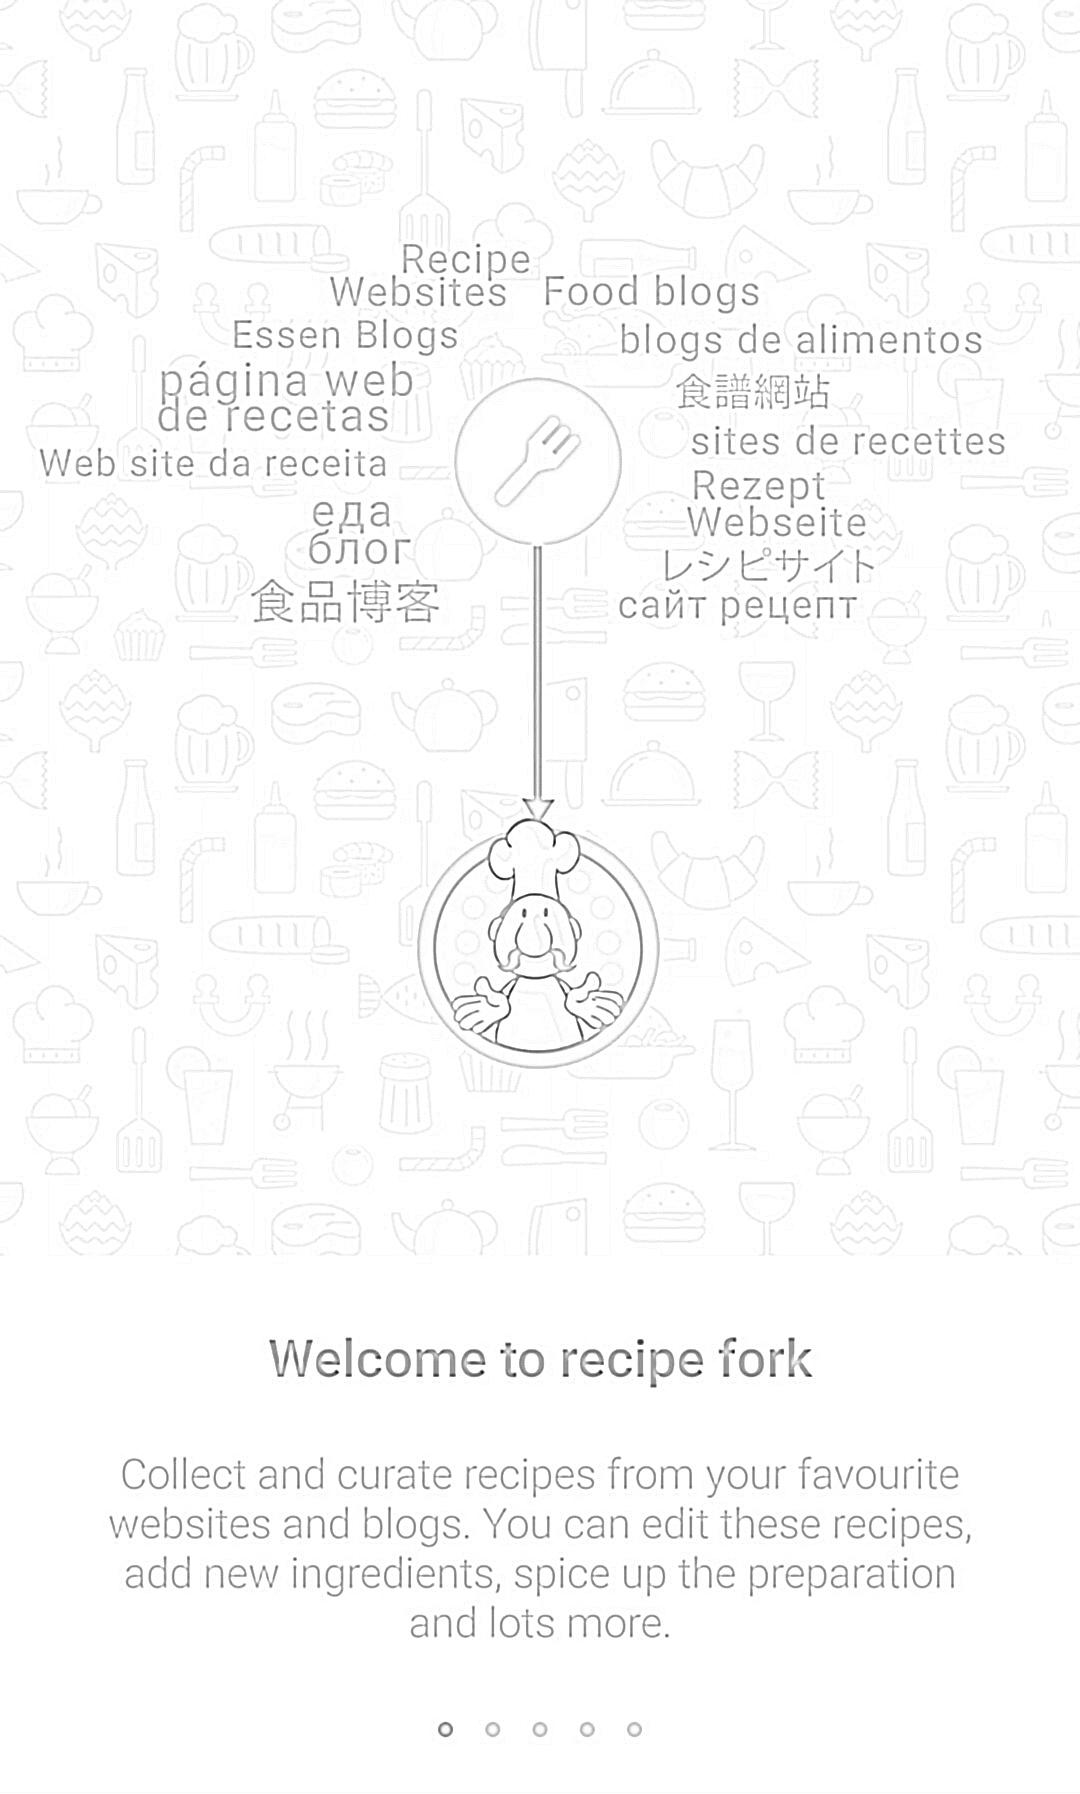 Recipe
Websites
Food blogs
Essen Blogs
blogs de alimentos
página web
de recetas
食譜網站
sites de recettes
Web site da receita
Rezept
Webseite
еда
блог
レシピサイト
食品博客
сайт рецепт
Welcome to recipe fork
Collect and curate recipes from your favourite
websites and blogs. You can edit these recipes,
add new ingredients, spice up the preparation
and lots more.